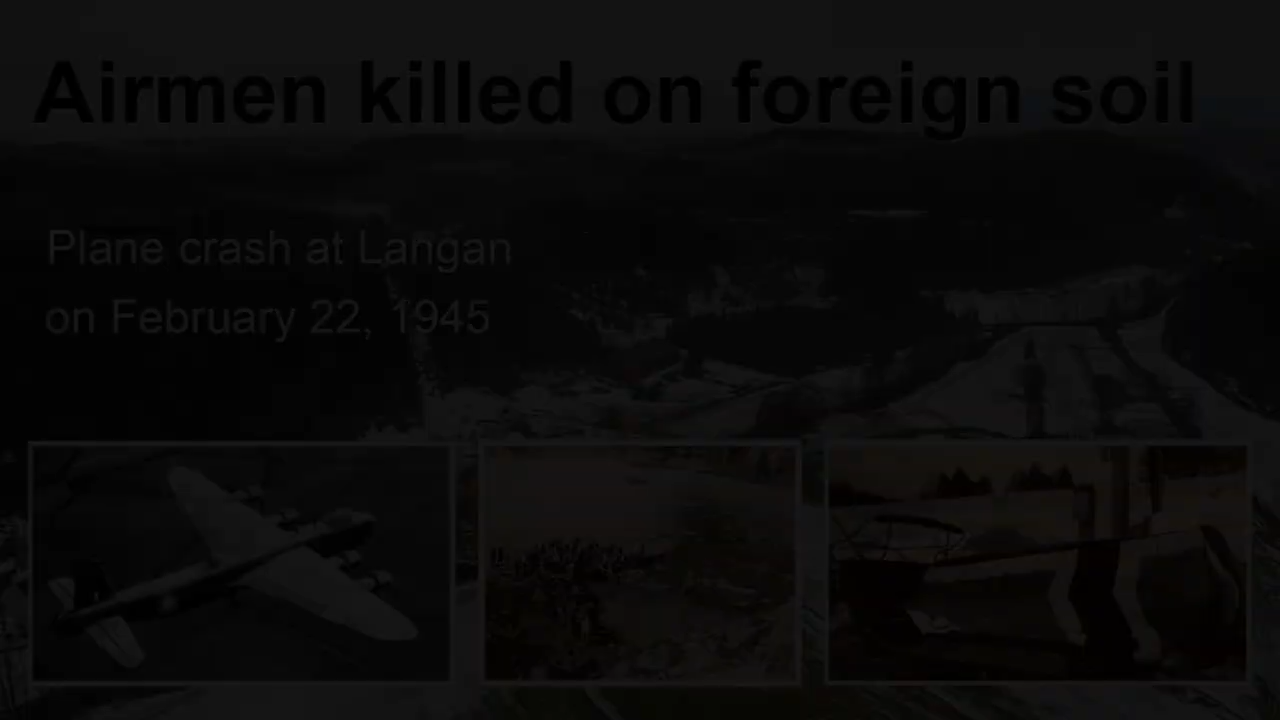 Airmen killed on foreign soil
Plane crash at Langan
on February 22, 1945